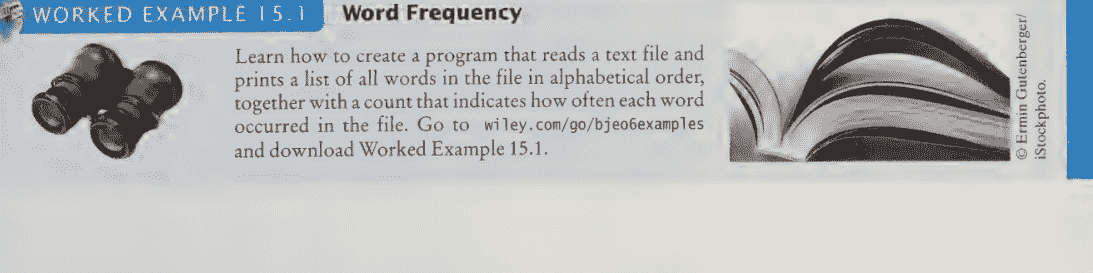 WORKED EXAMPLE 15.1 Word Frequency
Learn how to create a program that reads a text file and
prints a list of all words in the file in alphabetical order,
together with a count that indicates how often each word
occurred in the file. Go to wiley.com/go/bjeo6examples
and download Worked Example 15.1.
© Ermin Gutenberger/
iStockphoto.